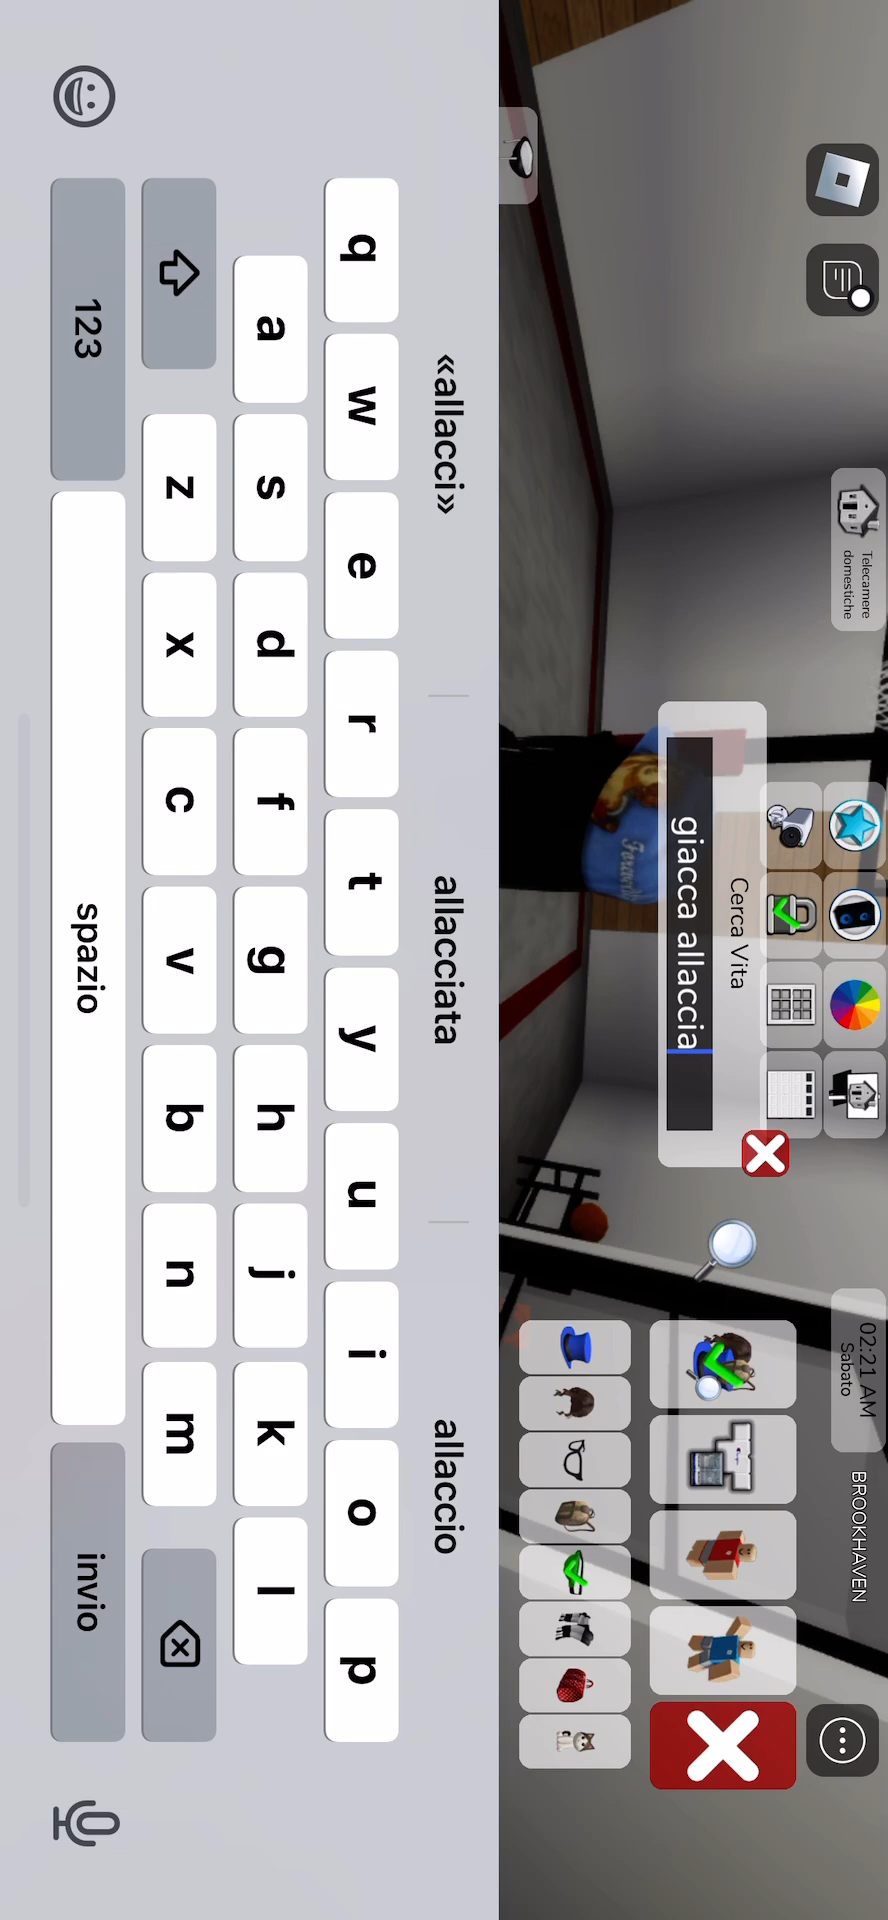 Telecamere
domestiche
02:21 AM
Sabato
BROOKHAVEN
Cerca Vita
giacca allaccia
«allacci»
allacciata
allaccio
q w e r t y u i o p
a s d f g h j k l
z x c v b n m
123
spazio
invio